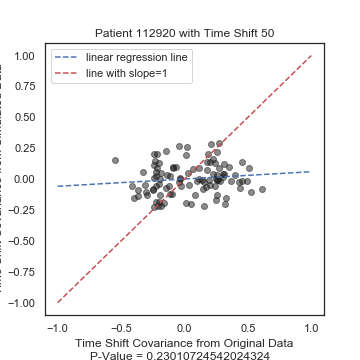 Patient 112920 with Time Shift 50
linear regression line
line with slope=1
1.00
0.75
0.50
0.25
0.00
−0.25
−0.50
−0.75
−1.00
−1.0
−0.5
0.0
0.5
1.0
Time Shift Covariance from Original Data
P-Value = 0.23010724542024324